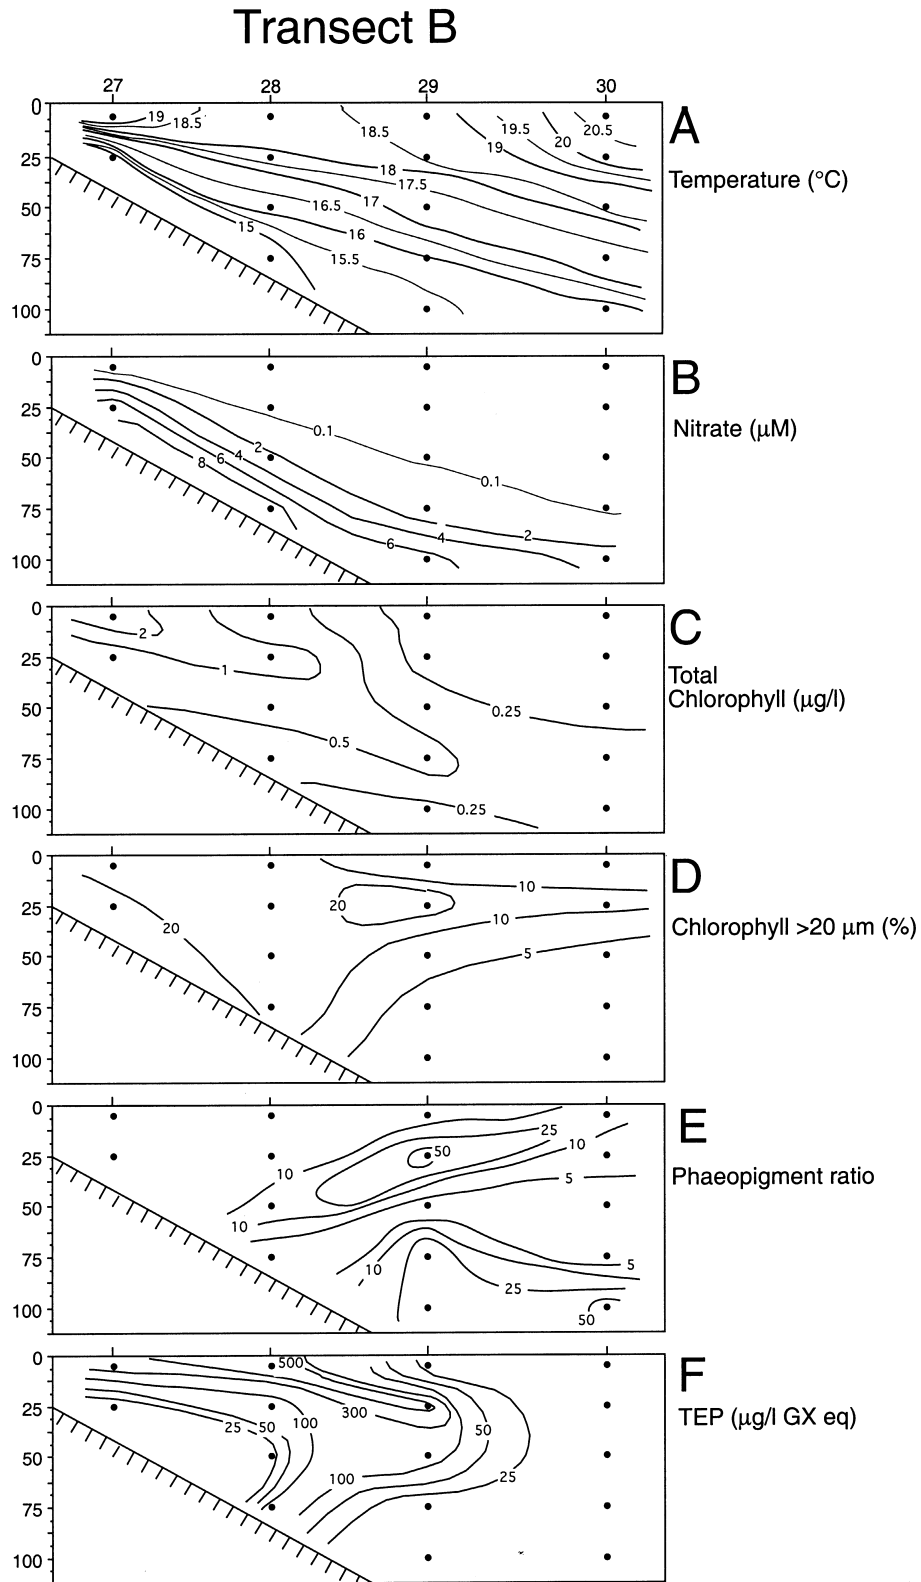 Transect B
27 28 29 30
0 25 50 75 100
19 18.5 18.5 19 19.5 20 20.5
18 17.5 17 16.5 16 15.5 15
A
Temperature (°C)
0 25 50 75 100
0.1 0.1 2 4 6 8 2 4 6
B
Nitrate (μM)
0 25 50 75 100
2 1 0.5 0.25 0.25
C
Total
Chlorophyll (μg/l)
0 25 50 75 100
20 20 10 10 5
D
Chlorophyll >20 μm (%)
0 25 50 75 100
10 10 25 50 10 5 10 5 25 50
E
Phaeopigment ratio
0 25 50 75 100
500 300 25 50 100 50 100 25
F
TEP (μg/l GX eq)